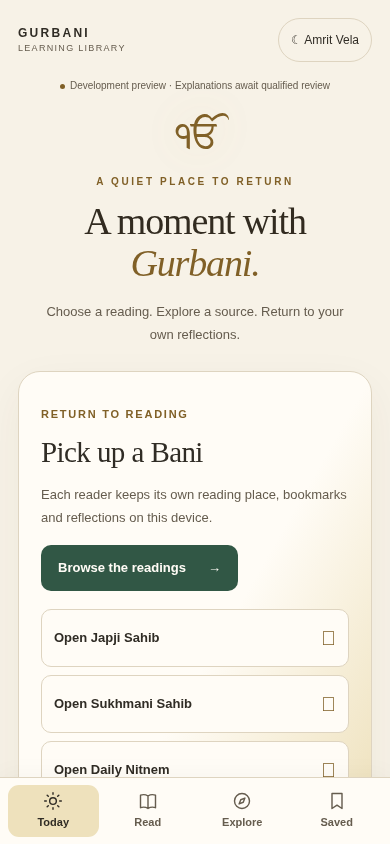 GURBANI
LEARNING LIBRARY
☾ Amrit Vela
Development preview · Explanations await qualified review
ੴ
A QUIET PLACE TO RETURN
A moment with
Gurbani.
Choose a reading. Explore a source. Return to your
own reflections.
RETURN TO READING
Pick up a Bani
Each reader keeps its own reading place, bookmarks
and reflections on this device.
Browse the readings →
Open Japji Sahib
Open Sukhmani Sahib
Open Daily Nitnem
Today
Read
Explore
Saved